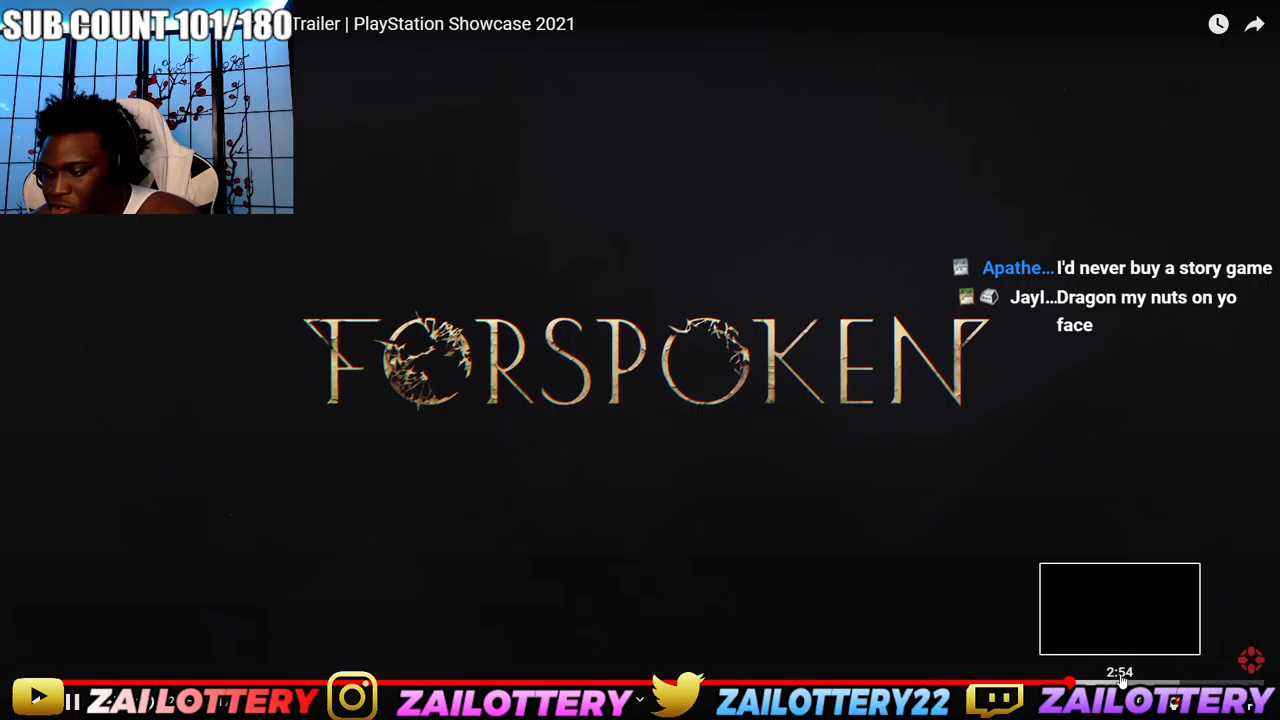 SUB COUNT 101/180
Trailer | PlayStation Showcase 2021
Apathe... I'd never buy a story game
Jayl... Dragon my nuts on yo
face
FORSPOKEN
2:54
ZAILOTTERY
ZAILOTTERY
ZAILOTTERY22
ZAILOTTERY